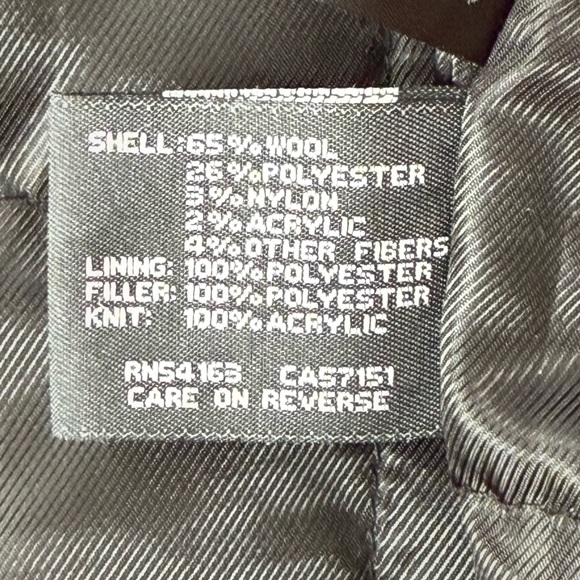 SHELL: 65% WOOL
26% POLYESTER
3% NYLON
2% ACRYLIC
4% OTHER FIBERS
LINING: 100% POLYESTER
FILLER: 100% POLYESTER
KNIT: 100% ACRYLIC
RN54163 CA57151
CARE ON REVERSE